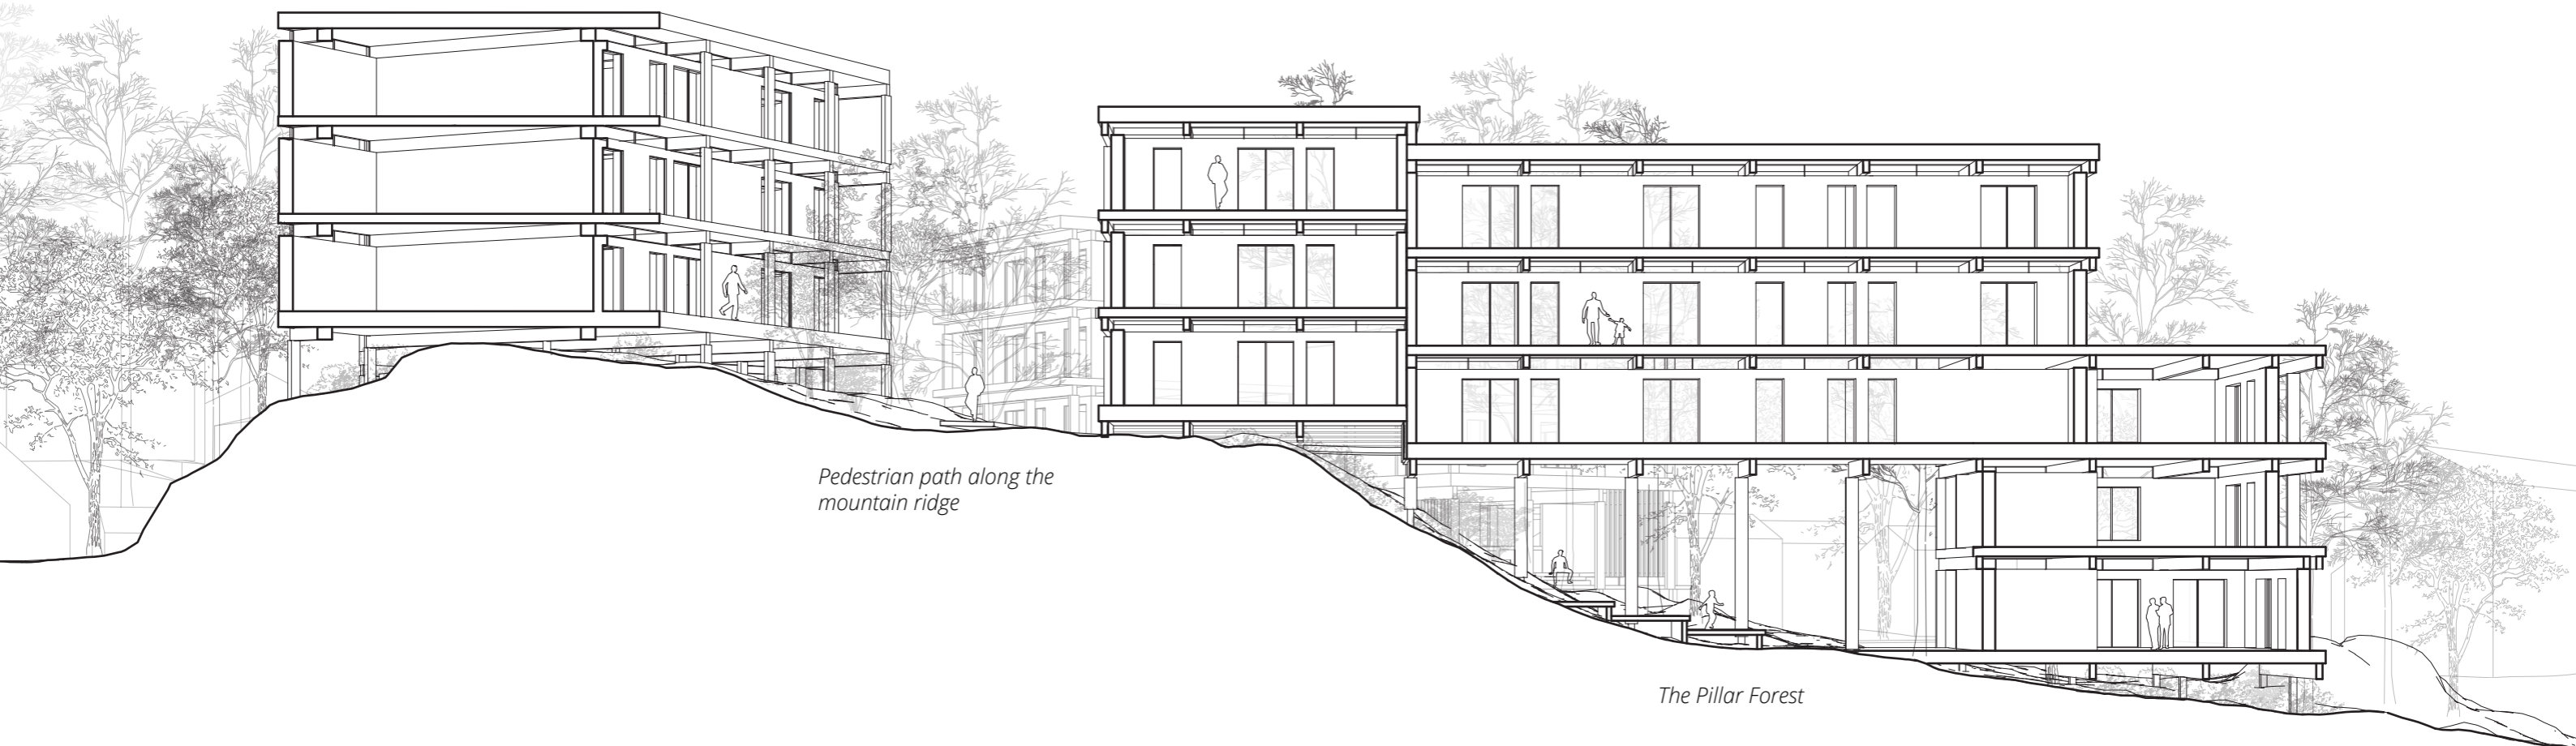 Pedestrian path along the
mountain ridge
The Pillar Forest